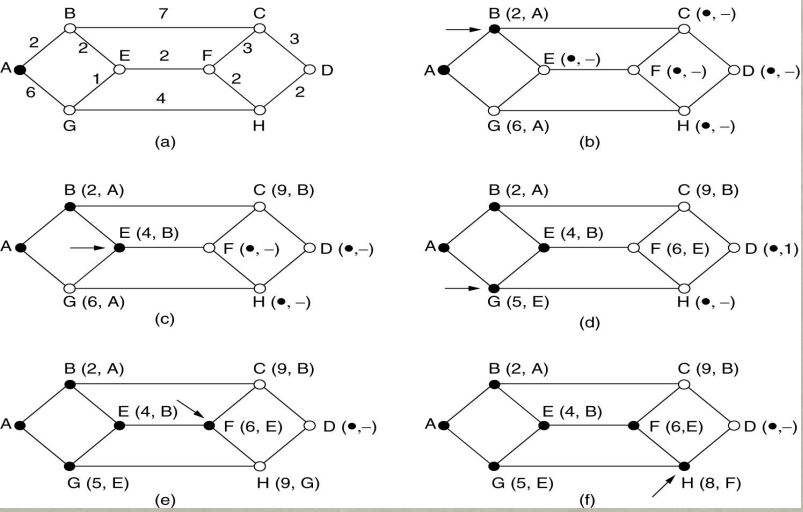 B 7 C
2 2 3 3
A E 2 F D
6 1 2 2
4
G H
(a)
B (2, A) C (●, –)
E (●, –)
A F (●, –) D (●, –)
G (6, A) H (●, –)
(b)
B (2, A) C (9, B)
E (4, B)
A F (●, –) D (●,–)
G (6, A) H (●, –)
(c)
B (2, A) C (9, B)
E (4, B)
A F (6, E) D (●,1)
G (5, E) H (●, –)
(d)
B (2, A) C (9, B)
E (4, B)
A F (6, E) D (●,–)
G (5, E) H (9, G)
(e)
B (2, A) C (9, B)
E (4, B)
A F (6,E) D (●,–)
G (5, E) H (8, F)
(f)